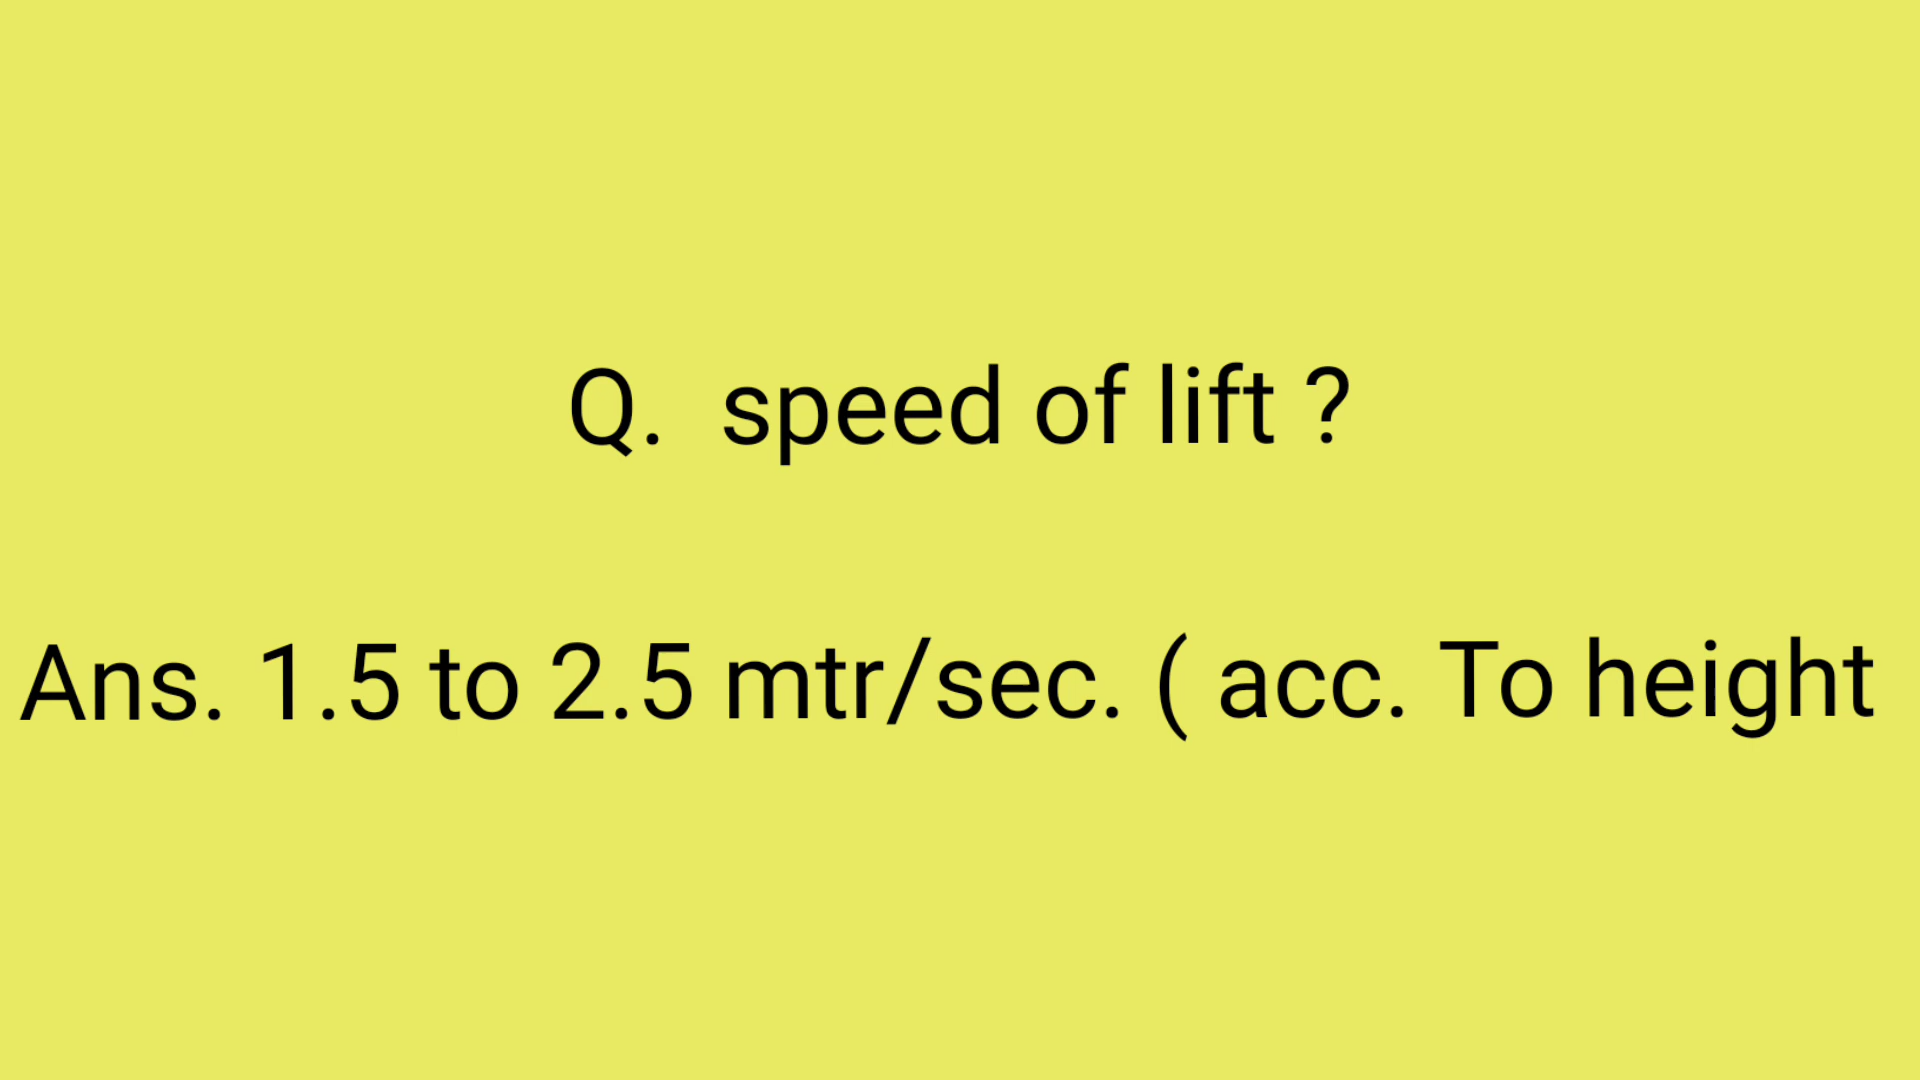 Q.  speed of lift ?
Ans. 1.5 to 2.5 mtr/sec. ( acc. To height